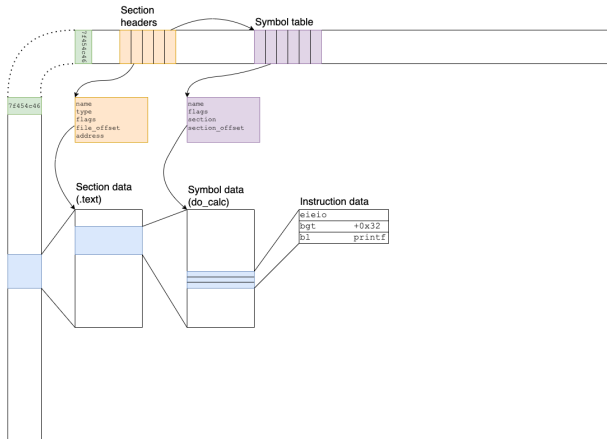 Section
headers
Symbol table
7f454c46
7f454c46
name
type
flags
file_offset
address
name
flags
section
section_offset
Section data
(.text)
Symbol data
(do_calc)
Instruction data
eieio
bgt +0x32
bl printf